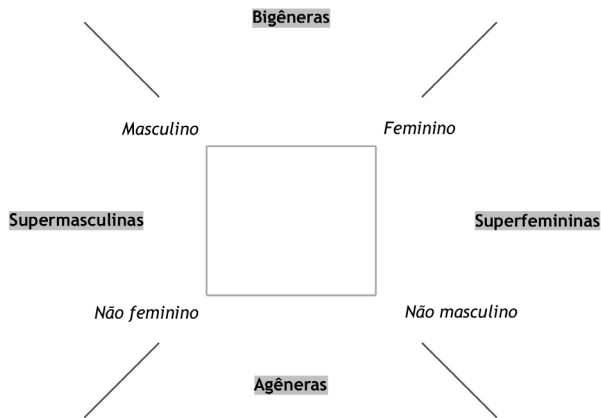 Bigêneras
Masculino
Feminino
Supermasculinas
Superfemininas
Não feminino
Não masculino
Agêneras